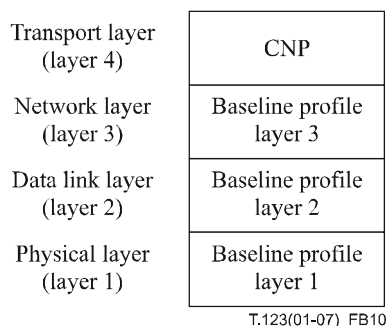 Transport layer
(layer 4)
CNP
Network layer
(layer 3)
Baseline profile
layer 3
Data link layer
(layer 2)
Baseline profile
layer 2
Physical layer
(layer 1)
Baseline profile
layer 1
T.123(01-07)_FB10